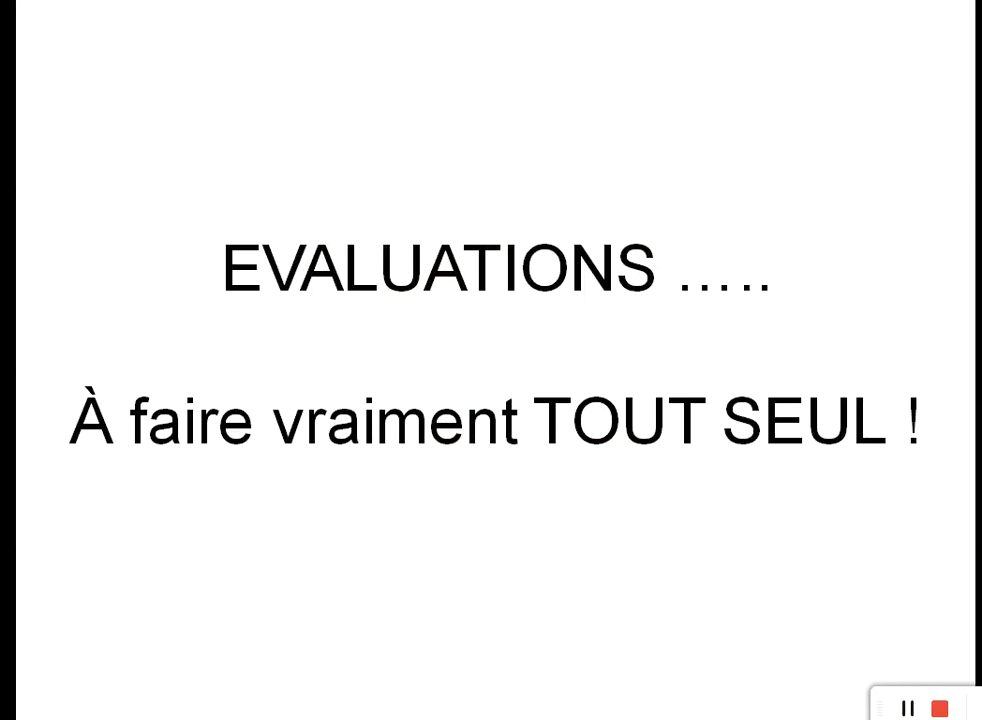 EVALUATIONS .....
À faire vraiment TOUT SEUL !